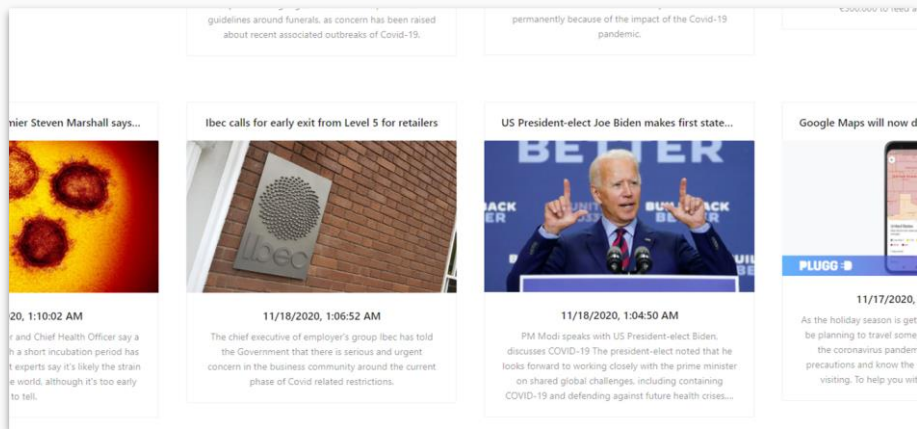 guidelines around funerals, as concern has been raised
about recent associated outbreaks of Covid-19.
permanently because of the impact of the Covid-19
pandemic.
mier Steven Marshall says...
20, 1:10:02 AM
r and Chief Health Officer say a
h a short incubation period has
t experts say it's likely the strain
e world, although it's too early
to tell.
Ibec calls for early exit from Level 5 for retailers
Ibec
11/18/2020, 1:06:52 AM
The chief executive of employer's group Ibec has told
the Government that there is serious and urgent
concern in the business community around the current
phase of Covid related restrictions.
US President-elect Joe Biden makes first state...
BETTER
11/18/2020, 1:04:50 AM
PM Modi speaks with US President-elect Biden,
discusses COVID-19 The president-elect noted that he
looks forward to working closely with the prime minister
on shared global challenges, including containing
COVID-19 and defending against future health crises,...
Google Maps will now d
PLUGG
11/17/2020,
As the holiday season is get
be planning to travel some
the coronavirus pandem
precautions and know the
visiting. To help you wit